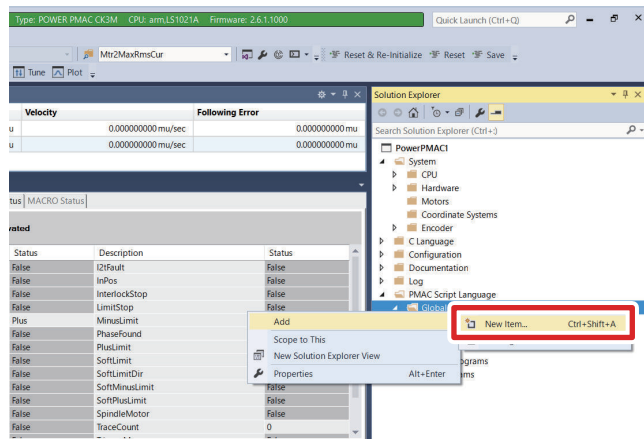 Type: POWER PMAC CK3M CPU: arm,LS1021A Firmware: 2.6.1.1000
Quick Launch (Ctrl+Q)
Mtr2MaxRmsCur
Reset & Re-Initialize Reset Save
Tune Plot
Velocity Following Error
u 0.000000000 mu/sec 0.000000000 mu
u 0.000000000 mu/sec 0.000000000 mu
tus MACRO Status
vated
Status Description Status
False I2tFault False
False InPos False
False InterlockStop False
False LimitStop False
Plus MinusLimit
False PhaseFound
False PlusLimit
False SoftLimit
False SoftLimitDir
False SoftMinusLimit False
False SoftPlusLimit False
False SpindleMotor False
False TraceCount 0
Solution Explorer
Search Solution Explorer (Ctrl+;)
PowerPMAC1
System
CPU
Hardware
Motors
Coordinate Systems
Encoder
C Language
Configuration
Documentation
Log
PMAC Script Language
Global
ograms
ms
Add
Scope to This
New Solution Explorer View
Properties Alt+Enter
New Item... Ctrl+Shift+A